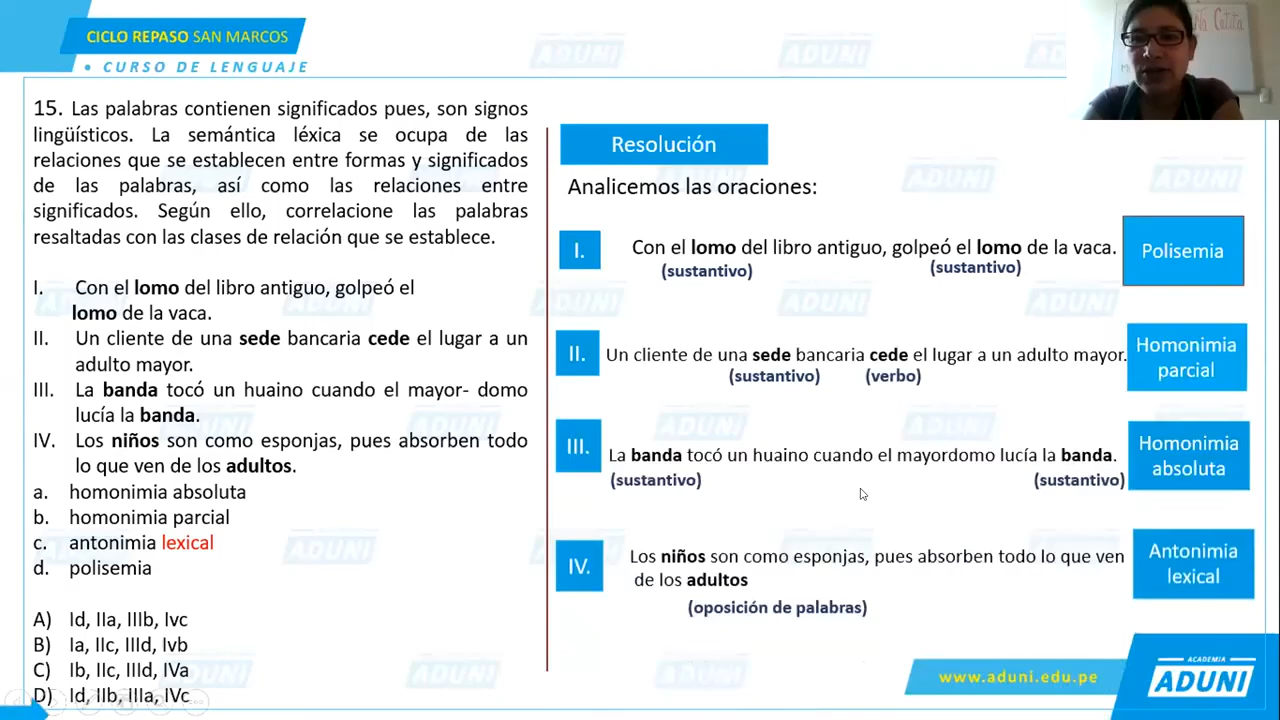 CICLO REPASO SAN MARCOS
• CURSO DE LENGUAJE
15. Las palabras contienen significados pues, son signos
lingüísticos. La semántica léxica se ocupa de las
relaciones que se establecen entre formas y significados
de las palabras, así como las relaciones entre
significados. Según ello, correlacione las palabras
resaltadas con las clases de relación que se establece.
I. Con el lomo del libro antiguo, golpeó el
lomo de la vaca.
II. Un cliente de una sede bancaria cede el lugar a un
adulto mayor.
III. La banda tocó un huaino cuando el mayor- domo
lucía la banda.
IV. Los niños son como esponjas, pues absorben todo
lo que ven de los adultos.
a. homonimia absoluta
b. homonimia parcial
c. antonimia lexical
d. polisemia
A) Id, IIa, IIIb, Ivc
B) Ia, IIc, IIId, Ivb
C) Ib, IIc, IIId, IVa
D) Id, IIb, IIIa, IVc
Resolución
Analicemos las oraciones:
I. Con el lomo del libro antiguo, golpeó el lomo de la vaca.
(sustantivo) (sustantivo)
Polisemia
II. Un cliente de una sede bancaria cede el lugar a un adulto mayor.
(sustantivo) (verbo)
Homonimia
parcial
III. La banda tocó un huaino cuando el mayordomo lucía la banda.
(sustantivo) (sustantivo)
Homonimia
absoluta
IV. Los niños son como esponjas, pues absorben todo lo que ven
de los adultos
(oposición de palabras)
Antonimia
lexical
www.aduni.edu.pe
ACADEMIA
ADUNI